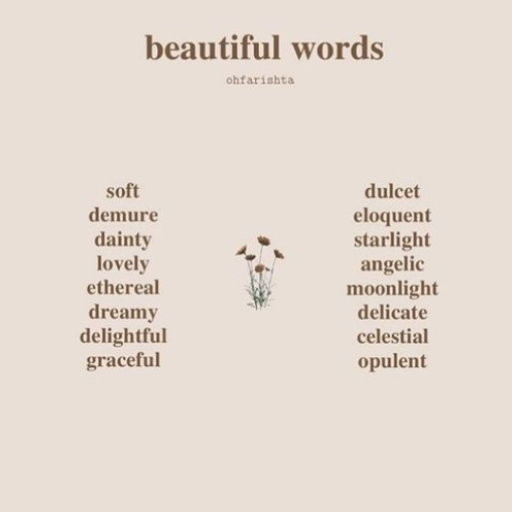 beautiful words
ohfarishta
soft
demure
dainty
lovely
ethereal
dreamy
delightful
graceful
dulcet
eloquent
starlight
angelic
moonlight
delicate
celestial
opulent